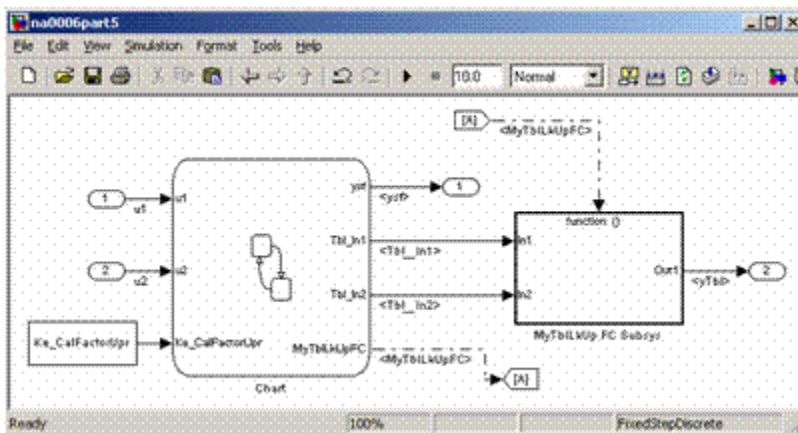 na0006part5
File Edit View Simulation Format Tools Help
10.0 Normal
[A]
<MyTblLkUpFC>
1 u1 u1
ysf <ysf> 1
function ()
Tbl_In1 <Tbl_In1> In1
2 u2 u2
Out1 <yTbl> 2
Tbl_In2 <Tbl_In2> In2
Ke_CalFactorUpr Ke_CalFactorUpr
MyTblLkUpFC <MyTblLkUpFC>
MyTblLkUp FC Subsys
[A]
Chart
Ready 100% FixedStepDiscrete